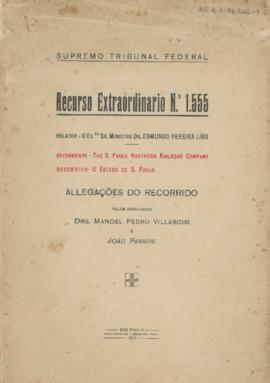 SUPREMO TRIBUNAL FEDERAL
Recurso Extraórdinario N.º 1.555
RELATOR - O EX.mo SR. MINISTRO DR. EDMUNDO PEREIRA LINS
RECORRENTE - THE S. PAULO NORTHERN RAILROAD COMPANY
RECORRIDO - O ESTADO DE S. PAULO.
ALLEGAÇÕES DO RECORRIDO
PELOS ADVOGADOS
DRS. MANOEL PEDRO VILLABOIM
E
JOÃO PASSOS
SÃO PAULO